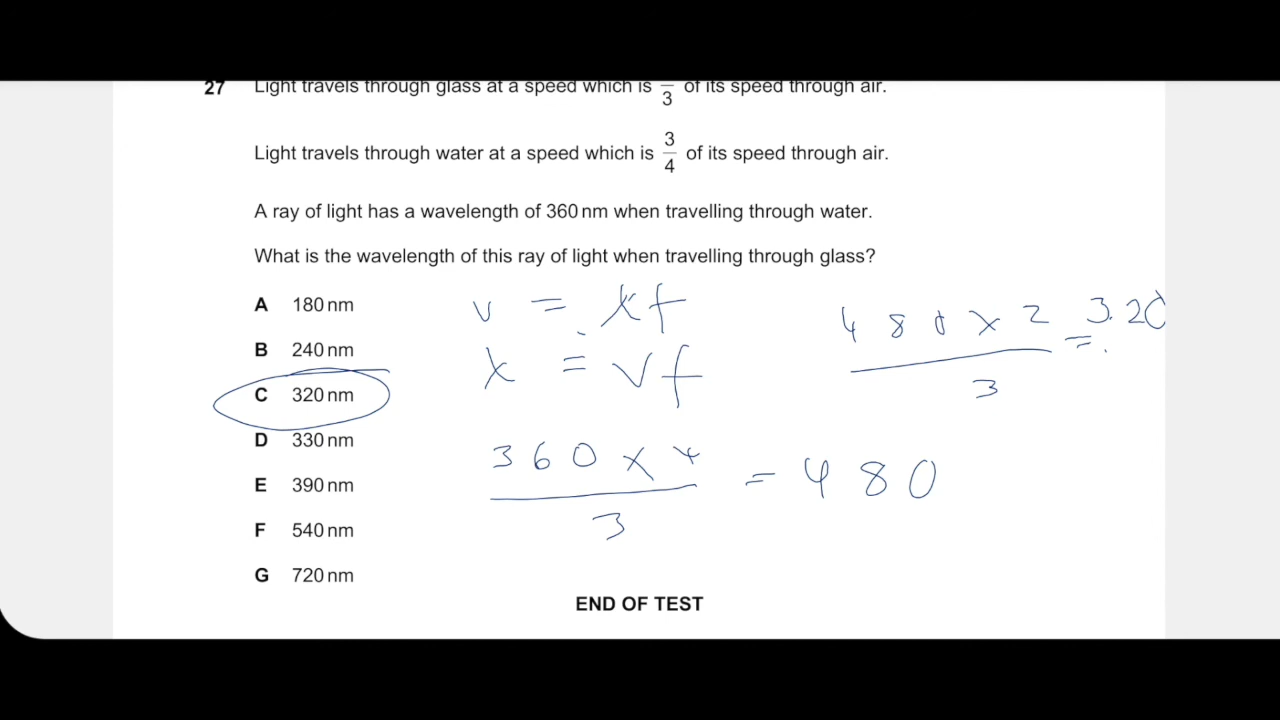 27 Light travels through glass at a speed which is /3 of its speed through air.
Light travels through water at a speed which is 3/4 of its speed through air.
A ray of light has a wavelength of 360 nm when travelling through water.
What is the wavelength of this ray of light when travelling through glass?
A 180 nm
B 240 nm
C 320 nm
D 330 nm
E 390 nm
F 540 nm
G 720 nm
v = λf
λ = vf
360 x 4 / 3 = 480
480 x 2 / 3 = 320
END OF TEST